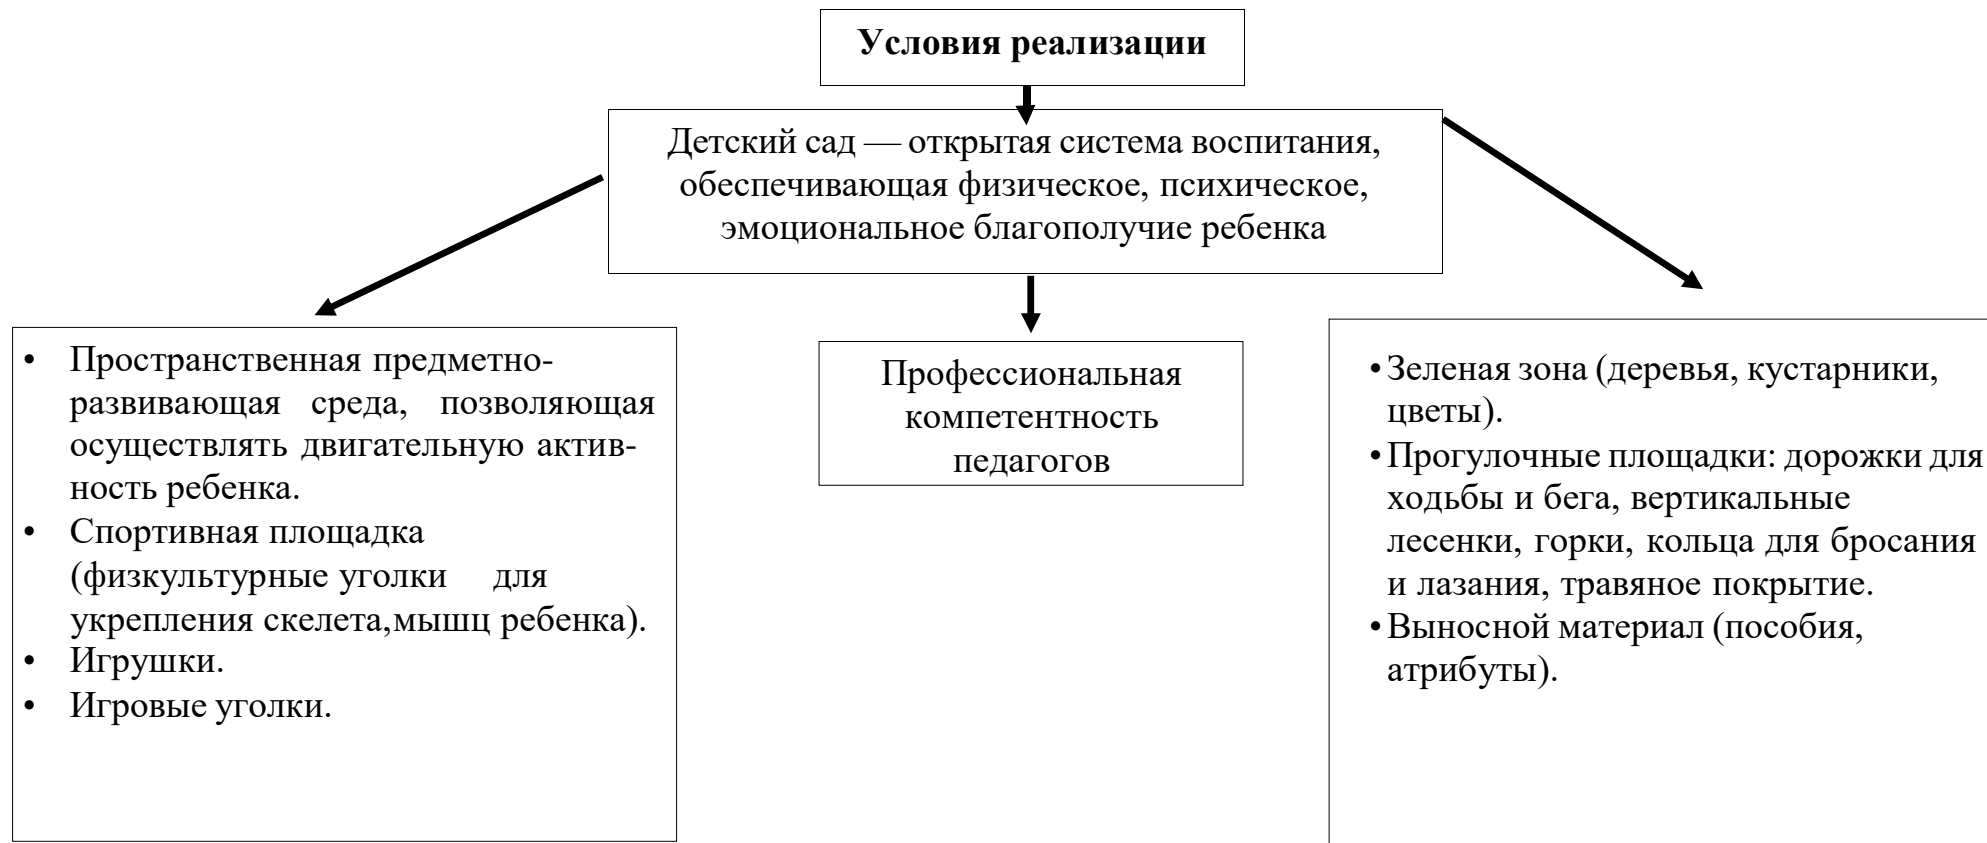 Условия реализации
Детский сад — открытая система воспитания,
обеспечивающая физическое, психическое,
эмоциональное благополучие ребенка
• Пространственная предметно-
развивающая среда, позволяющая
осуществлять двигательную актив-
ность ребенка.
• Спортивная площадка
(физкультурные уголки для
укрепления скелета,мышц ребенка).
• Игрушки.
• Игровые уголки.
Профессиональная
компетентность
педагогов
• Зеленая зона (деревья, кустарники,
цветы).
• Прогулочные площадки: дорожки для
ходьбы и бега, вертикальные
лесенки, горки, кольца для бросания
и лазания, травяное покрытие.
• Выносной материал (пособия,
атрибуты).